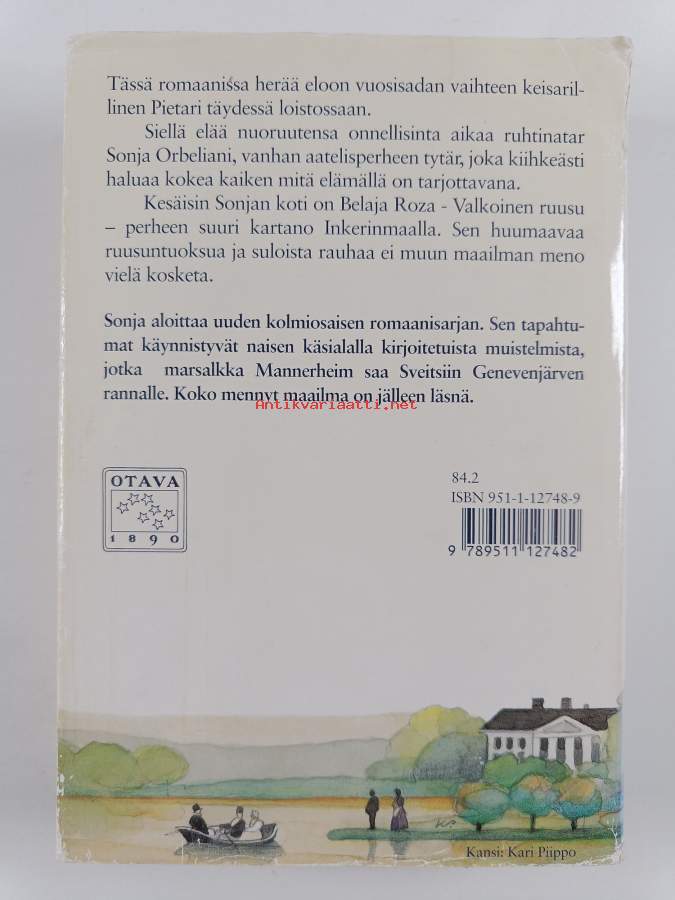 Tässä romaanissa herää eloon vuosisadan vaihteen keisaril-
linen Pietari täydessä loistossaan.
Siellä elää nuoruutensa onnellisinta aikaa ruhtinatar
Sonja Orbeliani, vanhan aatelisperheen tytär, joka kiihkeästi
haluaa kokea kaiken mitä elämällä on tarjottavana.
Kesäisin Sonjan koti on Belaja Roza - Valkoinen ruusu
– perheen suuri kartano Inkerinmaalla. Sen huumaavaa
ruusuntuoksua ja suloista rauhaa ei muun maailman meno
vielä kosketa.
Sonja aloittaa uuden kolmiosaisen romaanisarjan. Sen tapahtu-
mat käynnistyvät naisen käsialalla kirjoitetuista muistelmista,
jotka marsalkka Mannerheim saa Sveitsiin Genevenjärven
rannalle. Koko mennyt maailma on jälleen läsnä.
Antikvariaatti.net
OTAVA
1890
84.2
ISBN 951-1-12748-9
9 789511 127482
Kansi: Kari Piippo